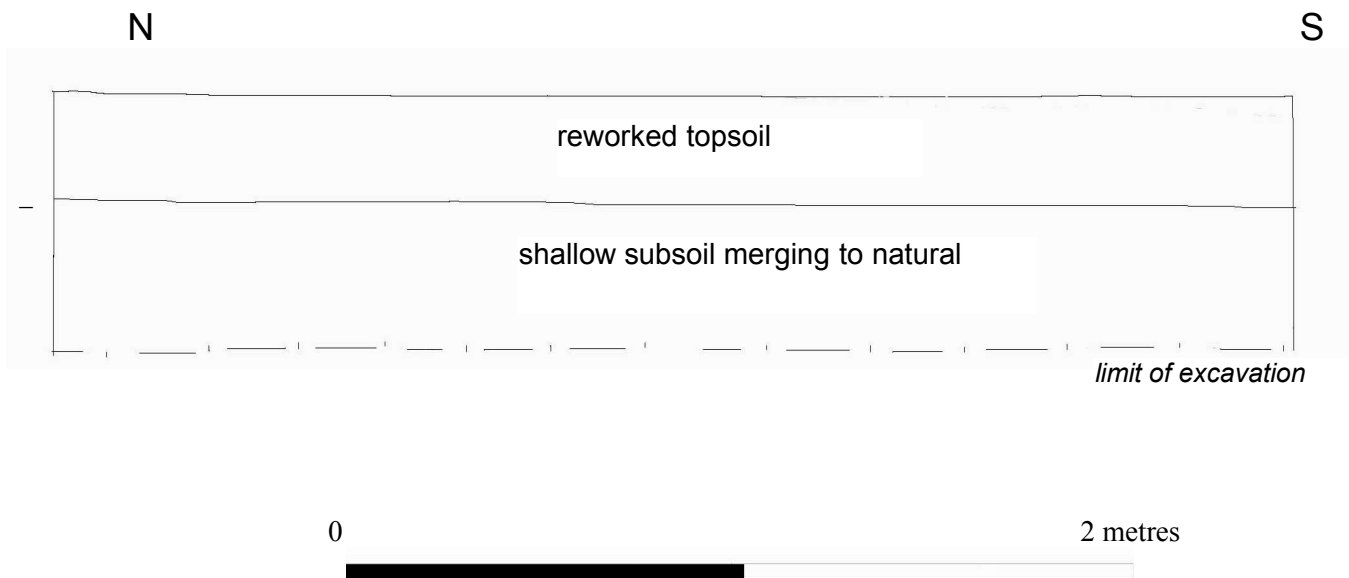 N S
reworked topsoil
shallow subsoil merging to natural
limit of excavation
0 2 metres